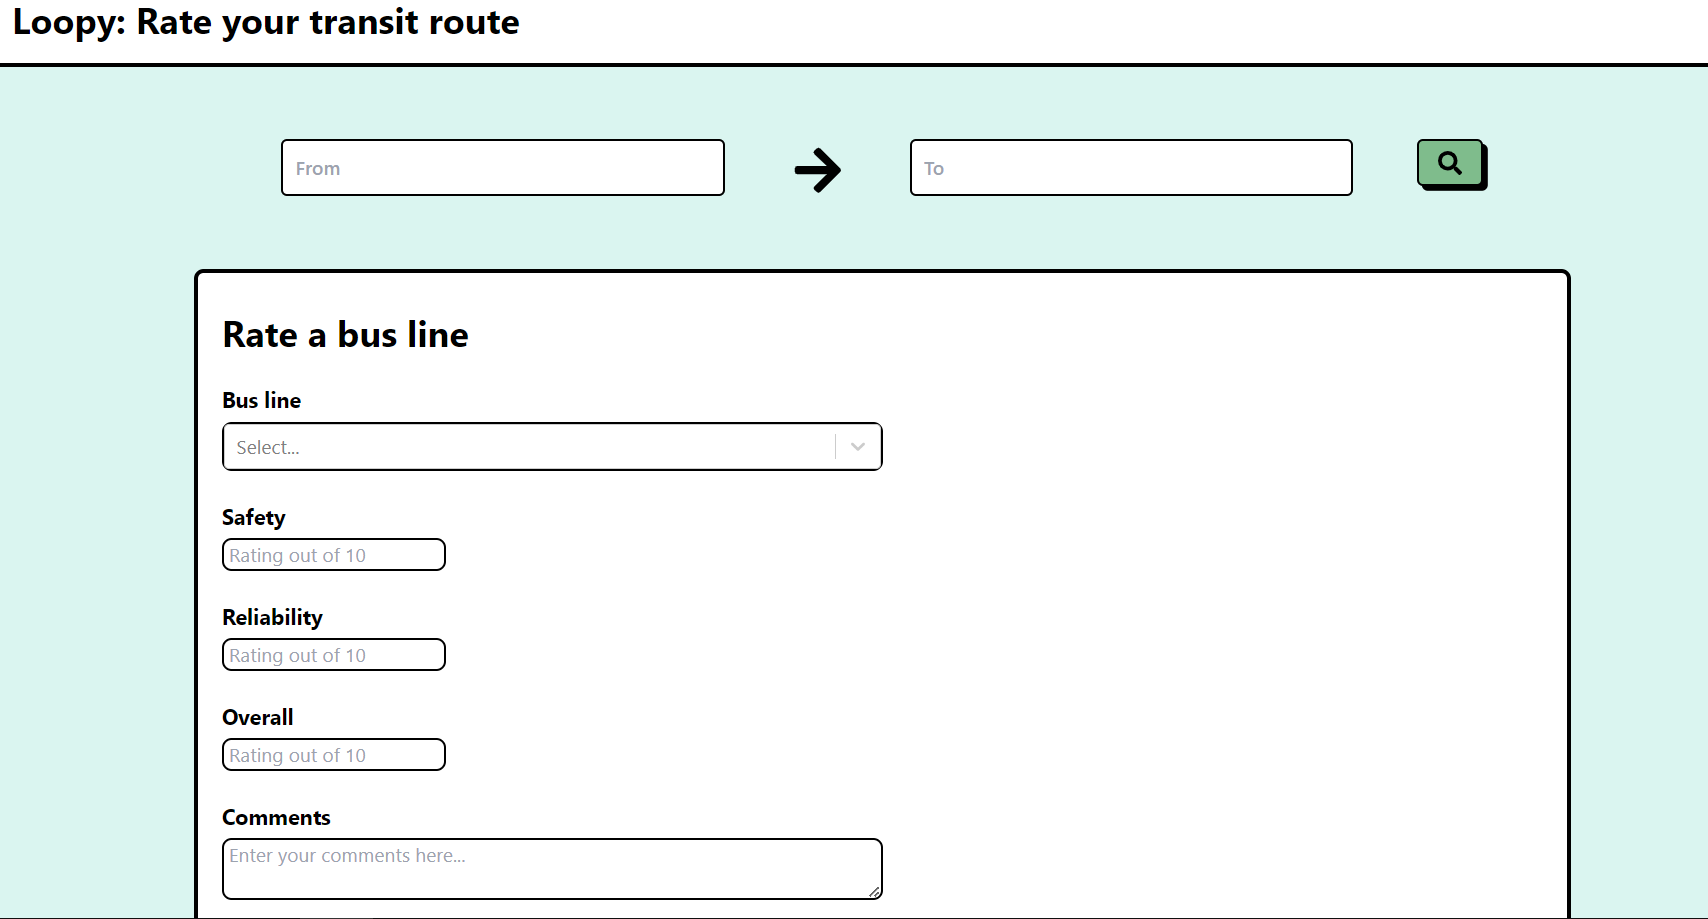 Loopy: Rate your transit route
From
To
Rate a bus line
Bus line
Select...
Safety
Rating out of 10
Reliability
Rating out of 10
Overall
Rating out of 10
Comments
Enter your comments here...